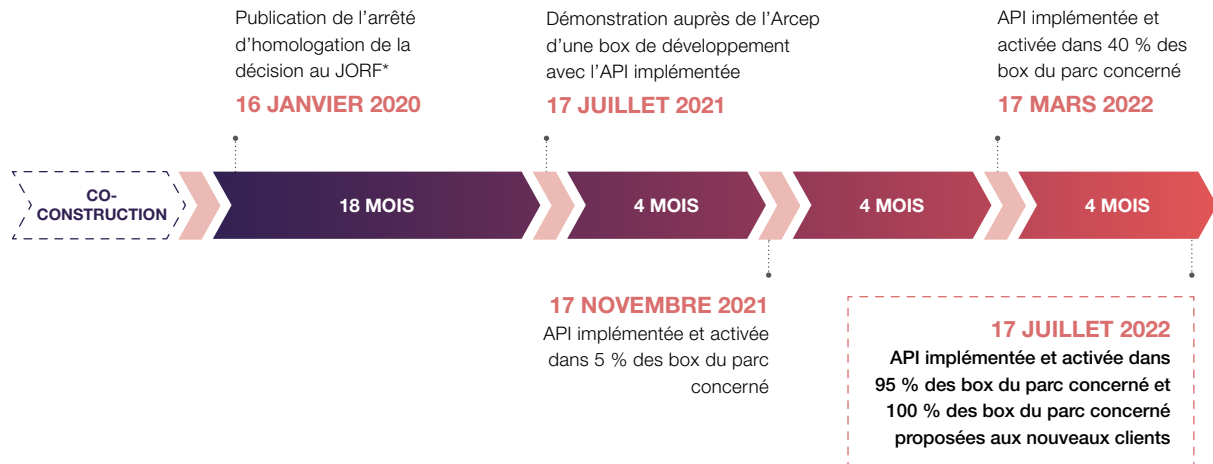 Publication de l’arrêté
d’homologation de la
décision au JORF*
16 JANVIER 2020
Démonstration auprès de l’Arcep
d’une box de développement
avec l’API implémentée
17 JUILLET 2021
API implémentée et
activée dans 40 % des
box du parc concerné
17 MARS 2022
CO-
CONSTRUCTION
18 MOIS
4 MOIS
4 MOIS
4 MOIS
17 NOVEMBRE 2021
API implémentée et activée
dans 5 % des box du parc
concerné
17 JUILLET 2022
API implémentée et activée dans
95 % des box du parc concerné et
100 % des box du parc concerné
proposées aux nouveaux clients